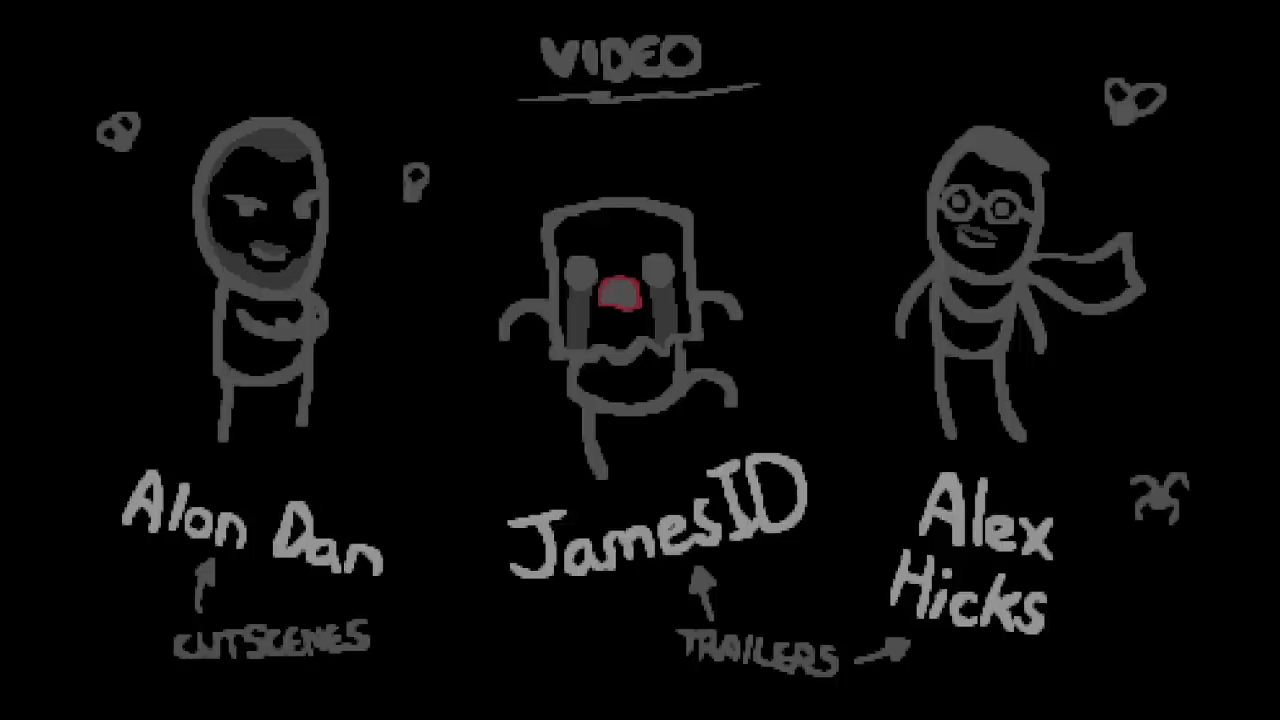 VIDEO
Alon Dan
JamesID
Alex
Hicks
CUTSCENES
TRAILERS